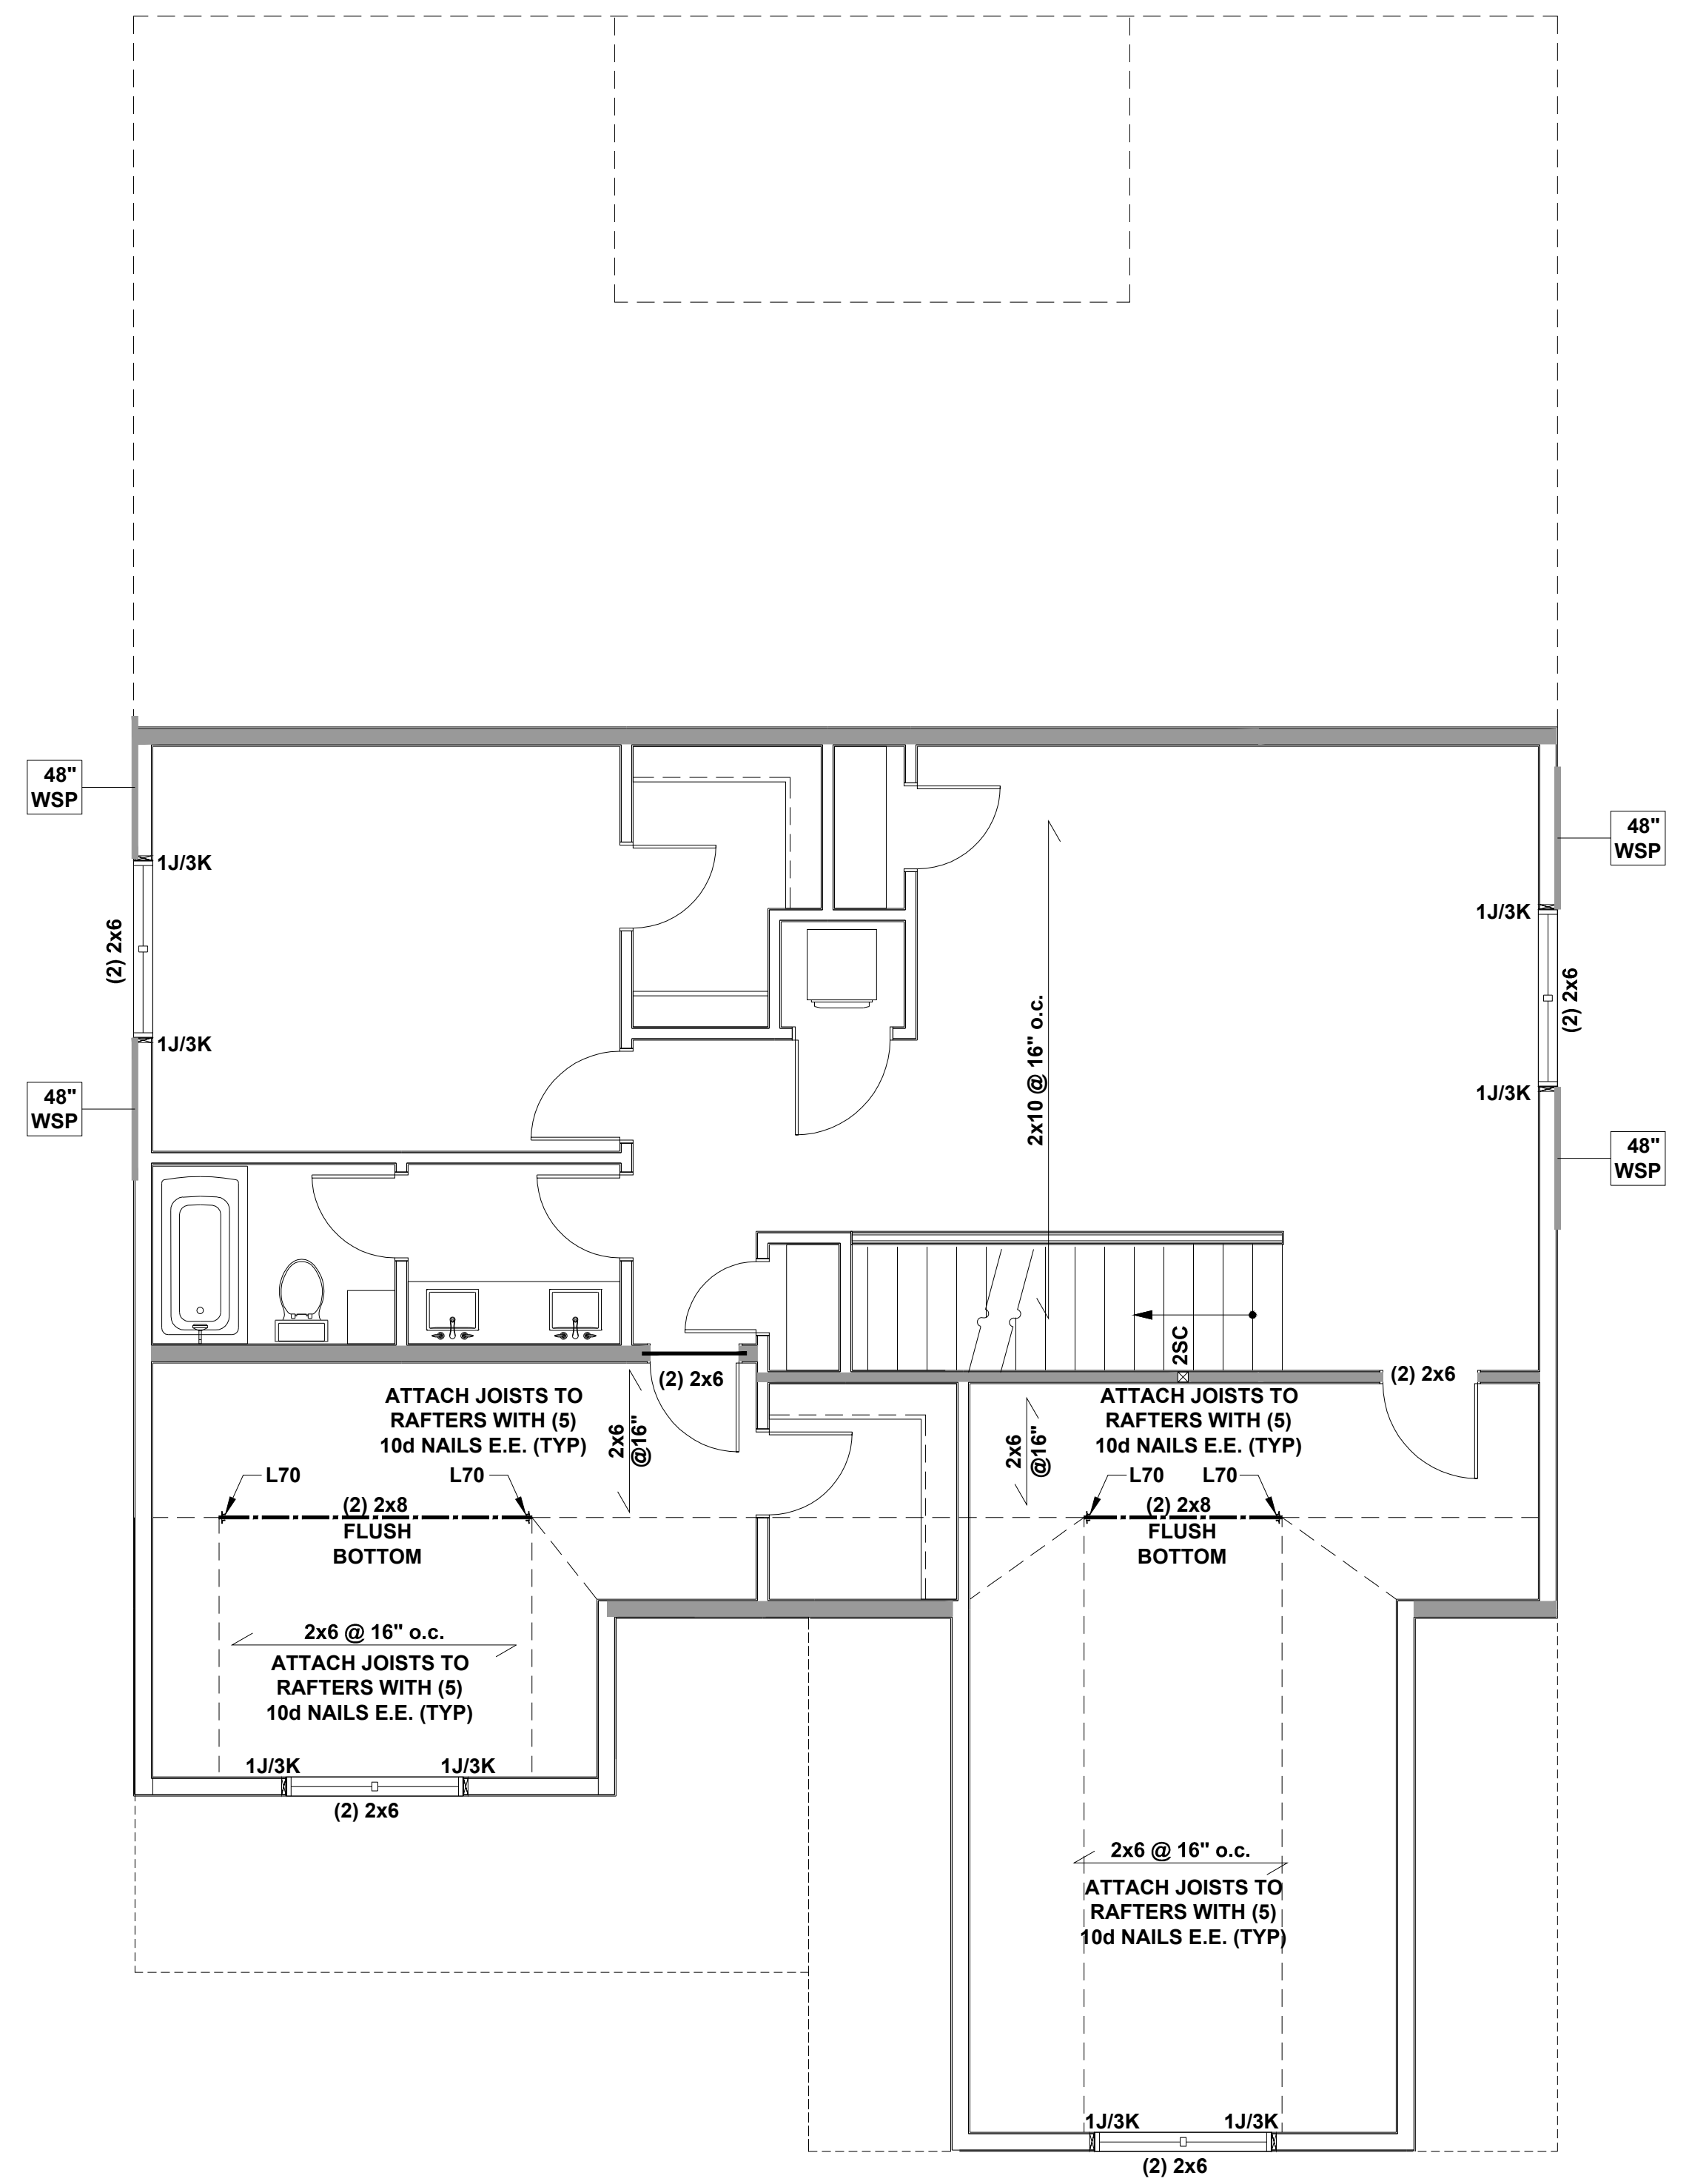 48"
WSP
48"
WSP
1J/3K
1J/3K
(2) 2x6
1J/3K
(2) 2x6
2x10 @ 16" o.c.
1J/3K
1J/3K
48"
WSP
48"
WSP
2SC
(2) 2x6
(2) 2x6
ATTACH JOISTS TO
RAFTERS WITH (5)
10d NAILS E.E. (TYP)
2x6
@16"
2x6
@16"
ATTACH JOISTS TO
RAFTERS WITH (5)
10d NAILS E.E. (TYP)
L70
L70
L70
L70
(2) 2x8
FLUSH
BOTTOM
(2) 2x8
FLUSH
BOTTOM
2x6 @ 16" o.c.
ATTACH JOISTS TO
RAFTERS WITH (5)
10d NAILS E.E. (TYP)
1J/3K
1J/3K
(2) 2x6
2x6 @ 16" o.c.
ATTACH JOISTS TO
RAFTERS WITH (5)
10d NAILS E.E. (TYP)
1J/3K
1J/3K
(2) 2x6